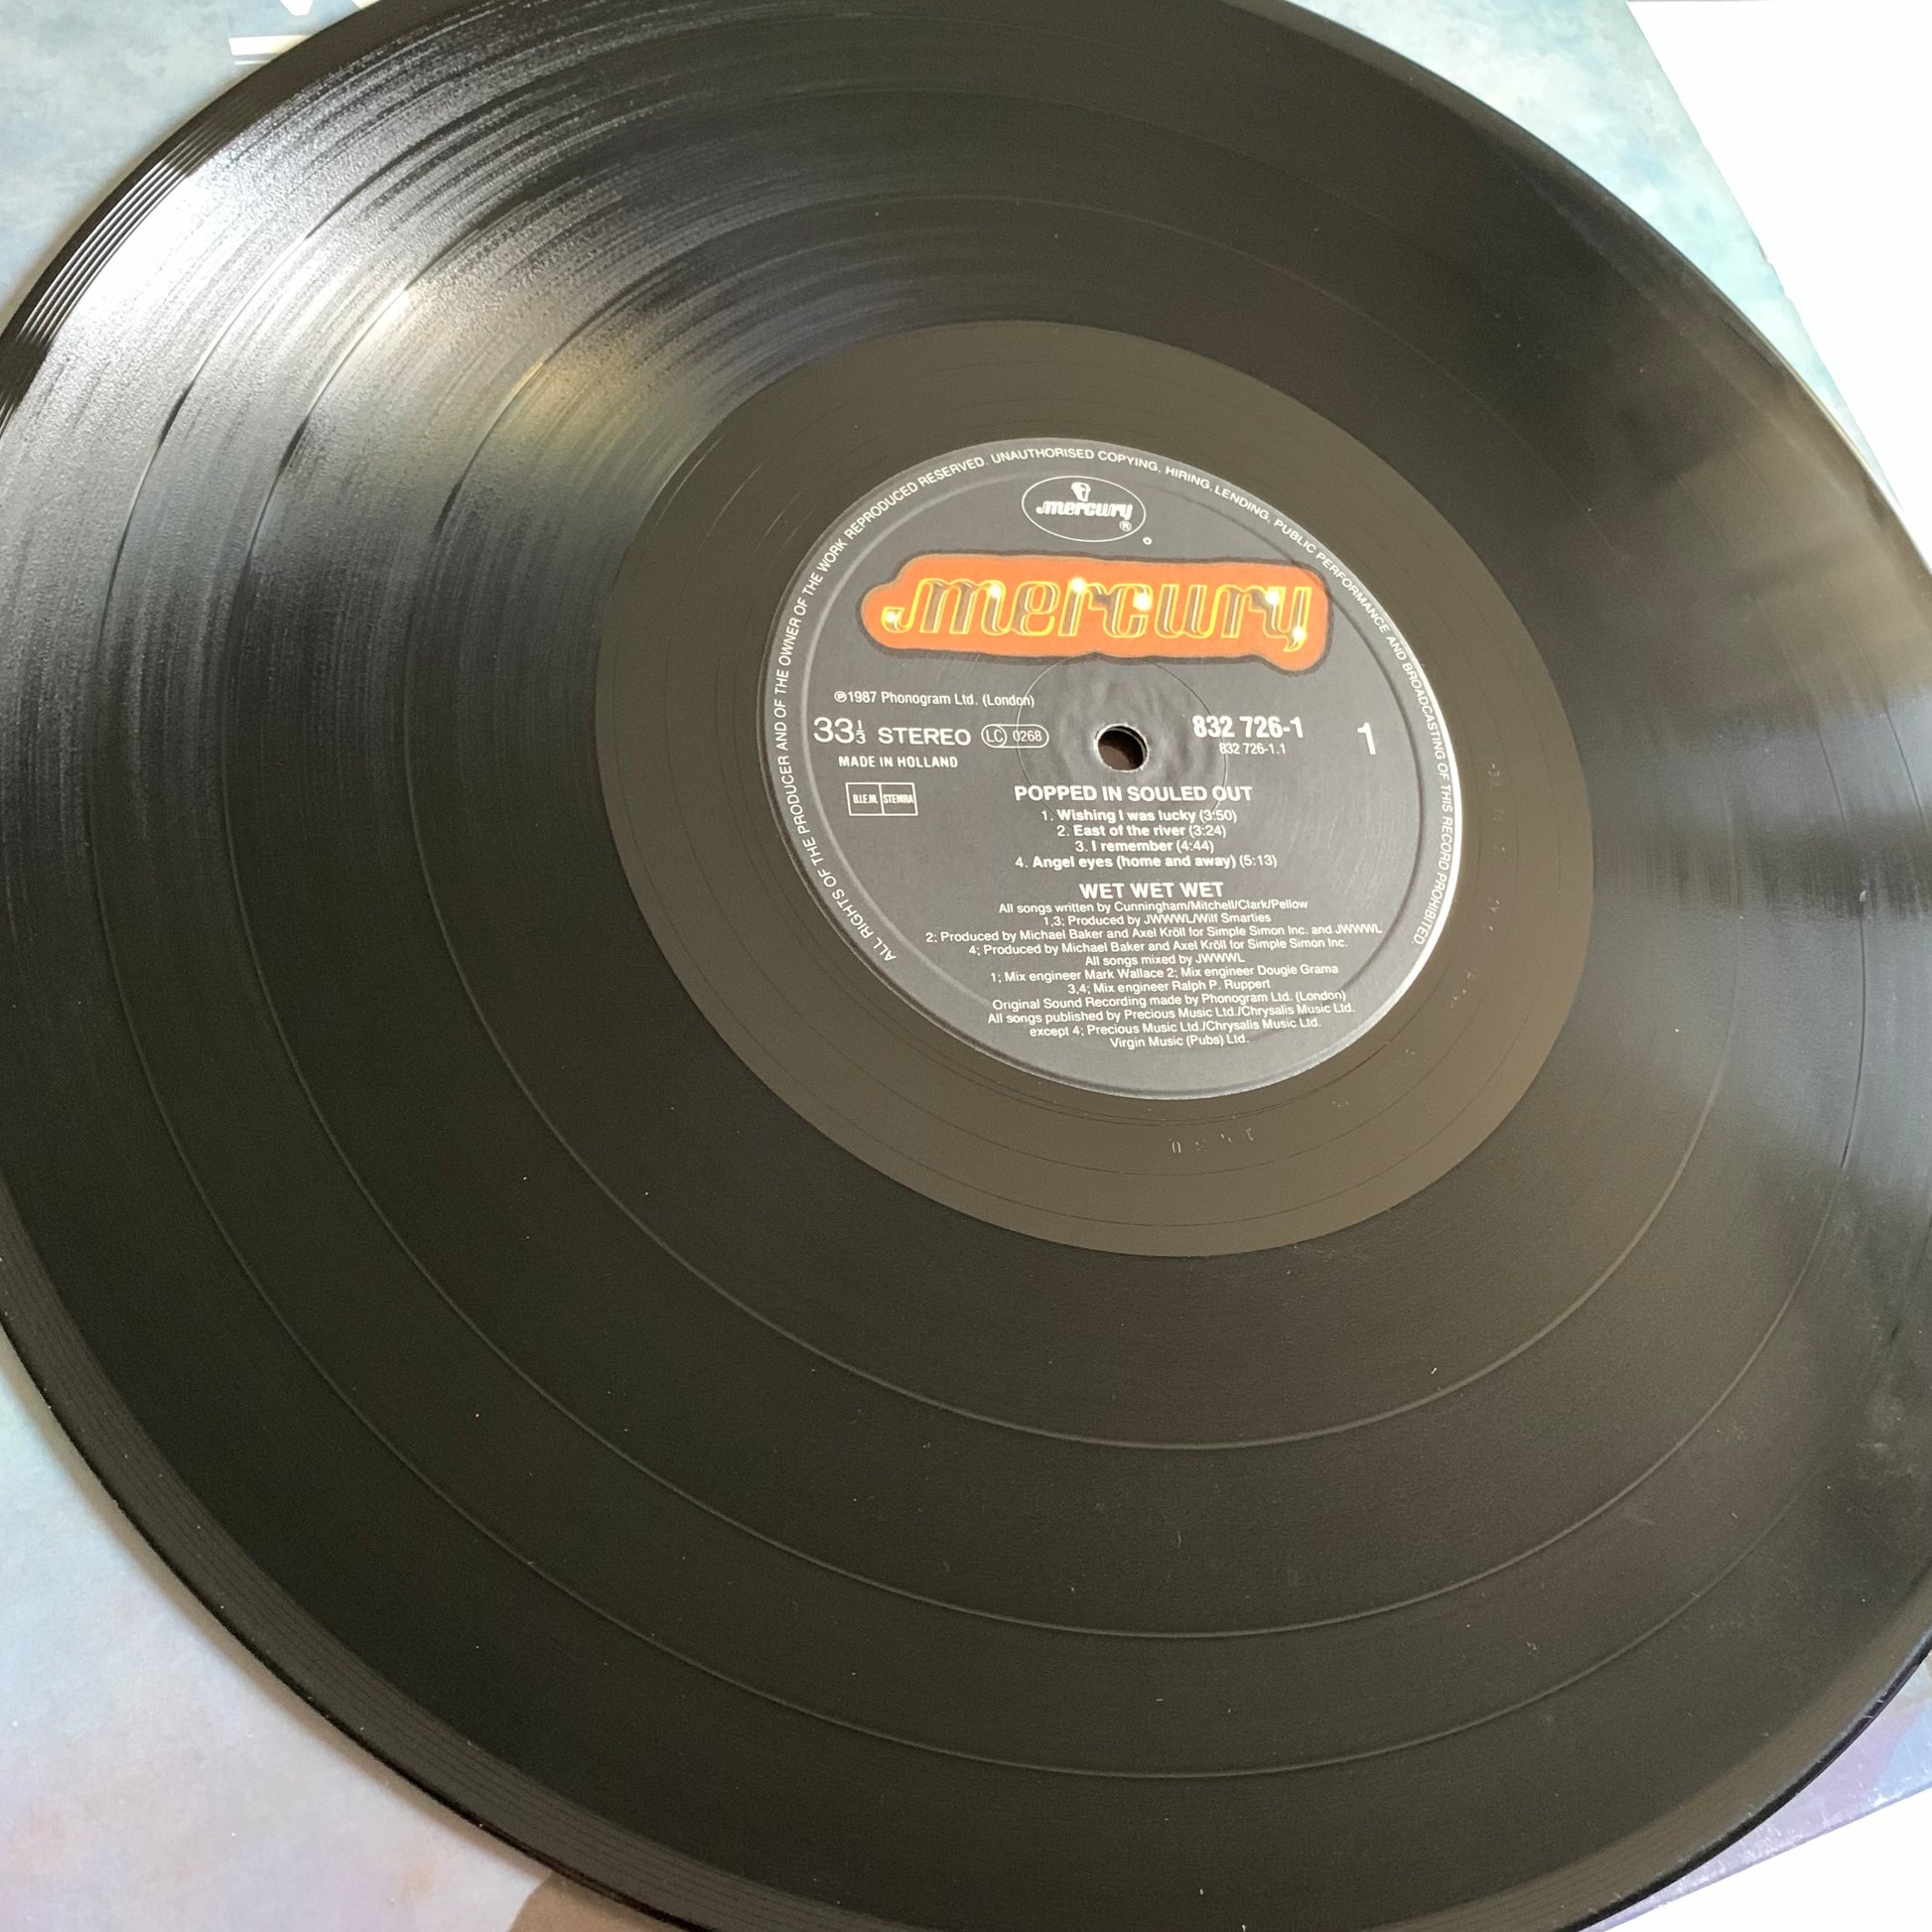 ALL RIGHTS OF THE PRODUCER AND OF THE OWNER OF THE WORK REPRODUCED RESERVED. UNAUTHORISED COPYING, HIRING, LENDING, PUBLIC PERFORMANCE AND BROADCASTING OF THIS RECORD PROHIBITED.
mercury
®
mercury
℗1987 Phonogram Ltd. (London)
33⅓ STEREO LC 0268 832 726-1 1
832 726-1.1
MADE IN HOLLAND
B.I.E.M. STEMRA
POPPED IN SOULED OUT
1. Wishing I was lucky (3:50)
2. East of the river (3:24)
3. I remember (4:44)
4. Angel eyes (home and away) (5:13)
WET WET WET
All songs written by Cunningham/Mitchell/Clark/Pellow
1,3; Produced by JWWWL/Wilf Smarties
2; Produced by Michael Baker and Axel Kröll for Simple Simon Inc. and JWWWL
4; Produced by Michael Baker and Axel Kröll for Simple Simon Inc.
All songs mixed by JWWWL
1; Mix engineer Mark Wallace 2; Mix engineer Dougie Grama
3,4; Mix engineer Ralph P. Ruppert
Original Sound Recording made by Phonogram Ltd. (London)
All songs published by Precious Music Ltd./Chrysalis Music Ltd.
except 4; Precious Music Ltd./Chrysalis Music Ltd.
Virgin Music (Pubs) Ltd.